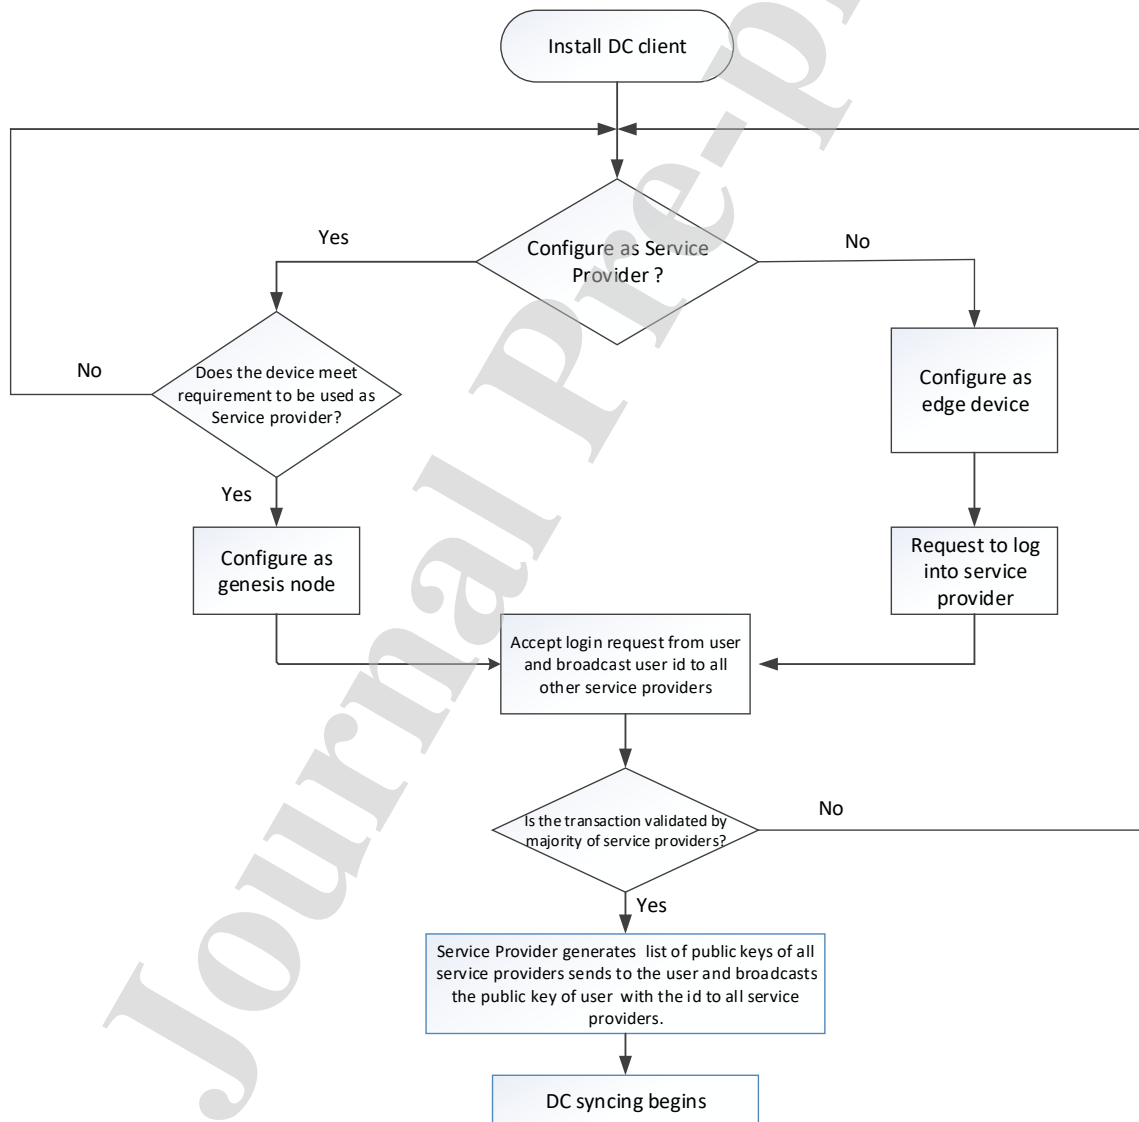 Install DC client
Yes
Configure as Service
Provider ?
No
No
Does the device meet
requirement to be used as
Service provider?
Configure as
edge device
Yes
Configure as
genesis node
Request to log
into service
provider
Accept login request from user
and broadcast user id to all
other service providers
Is the transaction validated by
majority of service providers?
No
Yes
Service Provider generates list of public keys of all
service providers sends to the user and broadcasts
the public key of user with the id to all service
providers.
DC syncing begins
Journal Pre-p